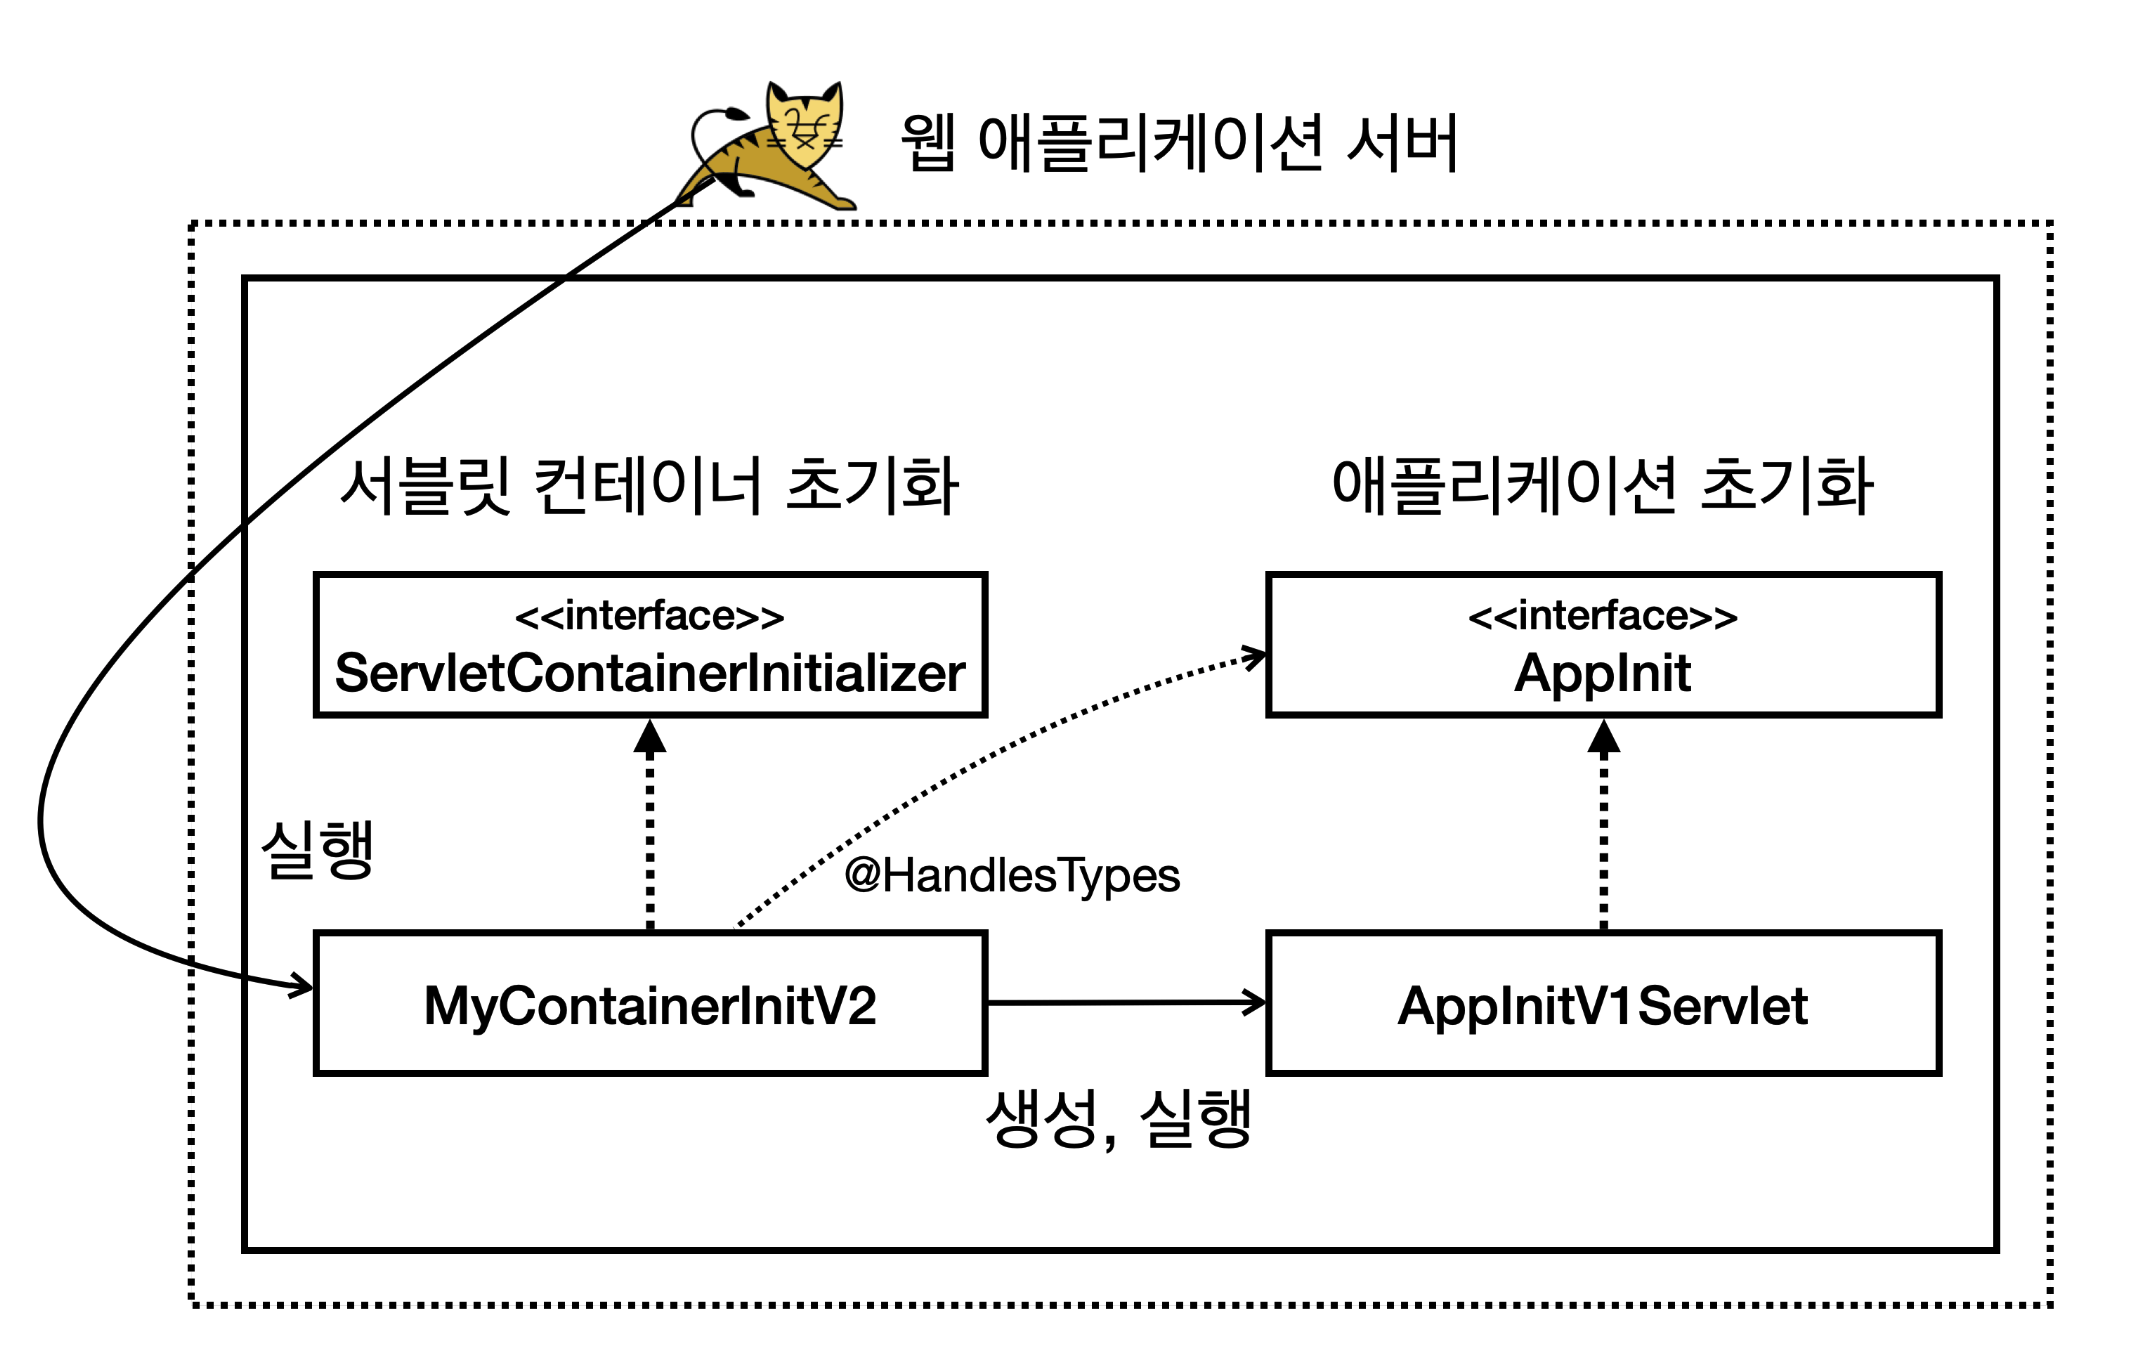 웹 애플리케이션 서버
서블릿 컨테이너 초기화
애플리케이션 초기화
<<interface>>
ServletContainerInitializer
<<interface>>
AppInit
실행
@HandlesTypes
MyContainerInitV2
AppInitV1Servlet
생성, 실행